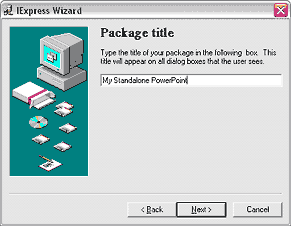 IExpress Wizard
Package title
Type the title of your package in the following box. This
title will appear on all dialog boxes that the user sees.
My Standalone PowerPoint
< Back
Next >
Cancel